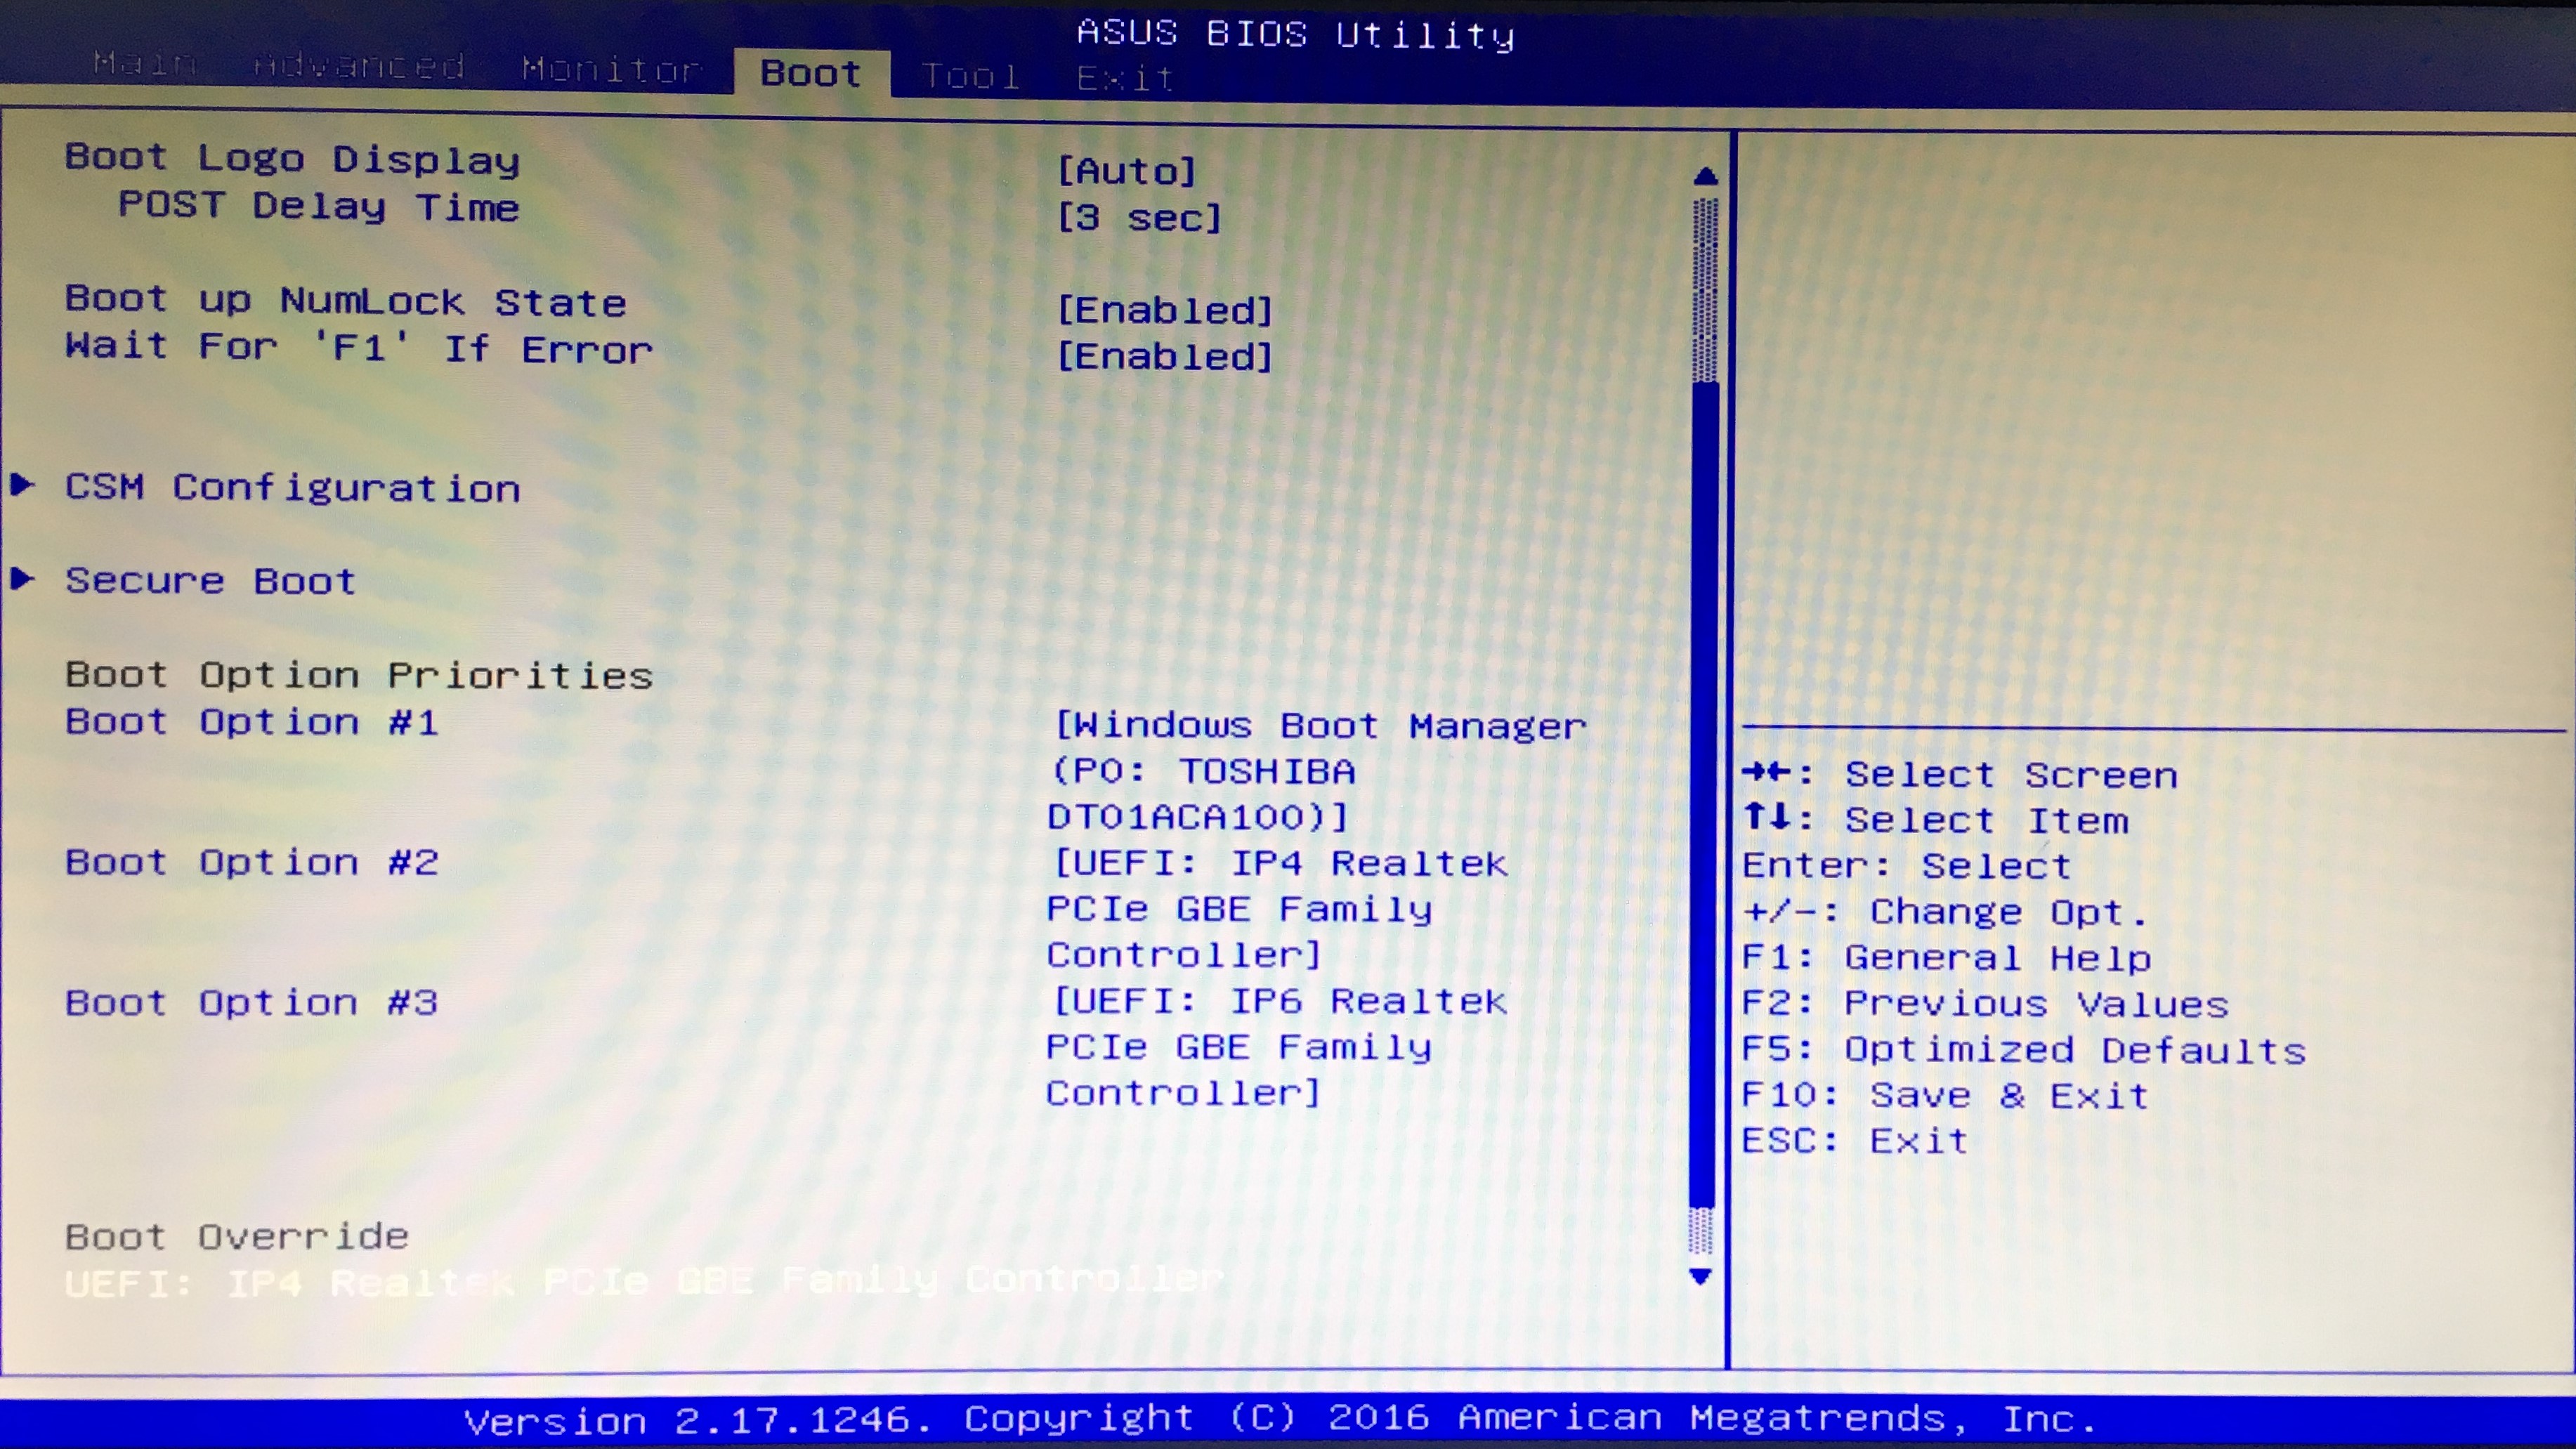 ASUS BIOS Utility
Main Advanced Monitor Boot Tool Exit
Boot Logo Display [Auto]
POST Delay Time [3 sec]
Boot up NumLock State [Enabled]
Wait For 'F1' If Error [Enabled]
CSM Configuration
Secure Boot
Boot Option Priorities
Boot Option #1 [Windows Boot Manager
(P0: TOSHIBA
DT01ACA100)]
Boot Option #2 [UEFI: IP4 Realtek
PCIe GBE Family
Controller]
Boot Option #3 [UEFI: IP6 Realtek
PCIe GBE Family
Controller]
Boot Override
UEFI: IP4 Realtek PCIe GBE Family Controller
→←: Select Screen
↑↓: Select Item
Enter: Select
+/-: Change Opt.
F1: General Help
F2: Previous Values
F5: Optimized Defaults
F10: Save & Exit
ESC: Exit
Version 2.17.1246. Copyright (C) 2016 American Megatrends, Inc.